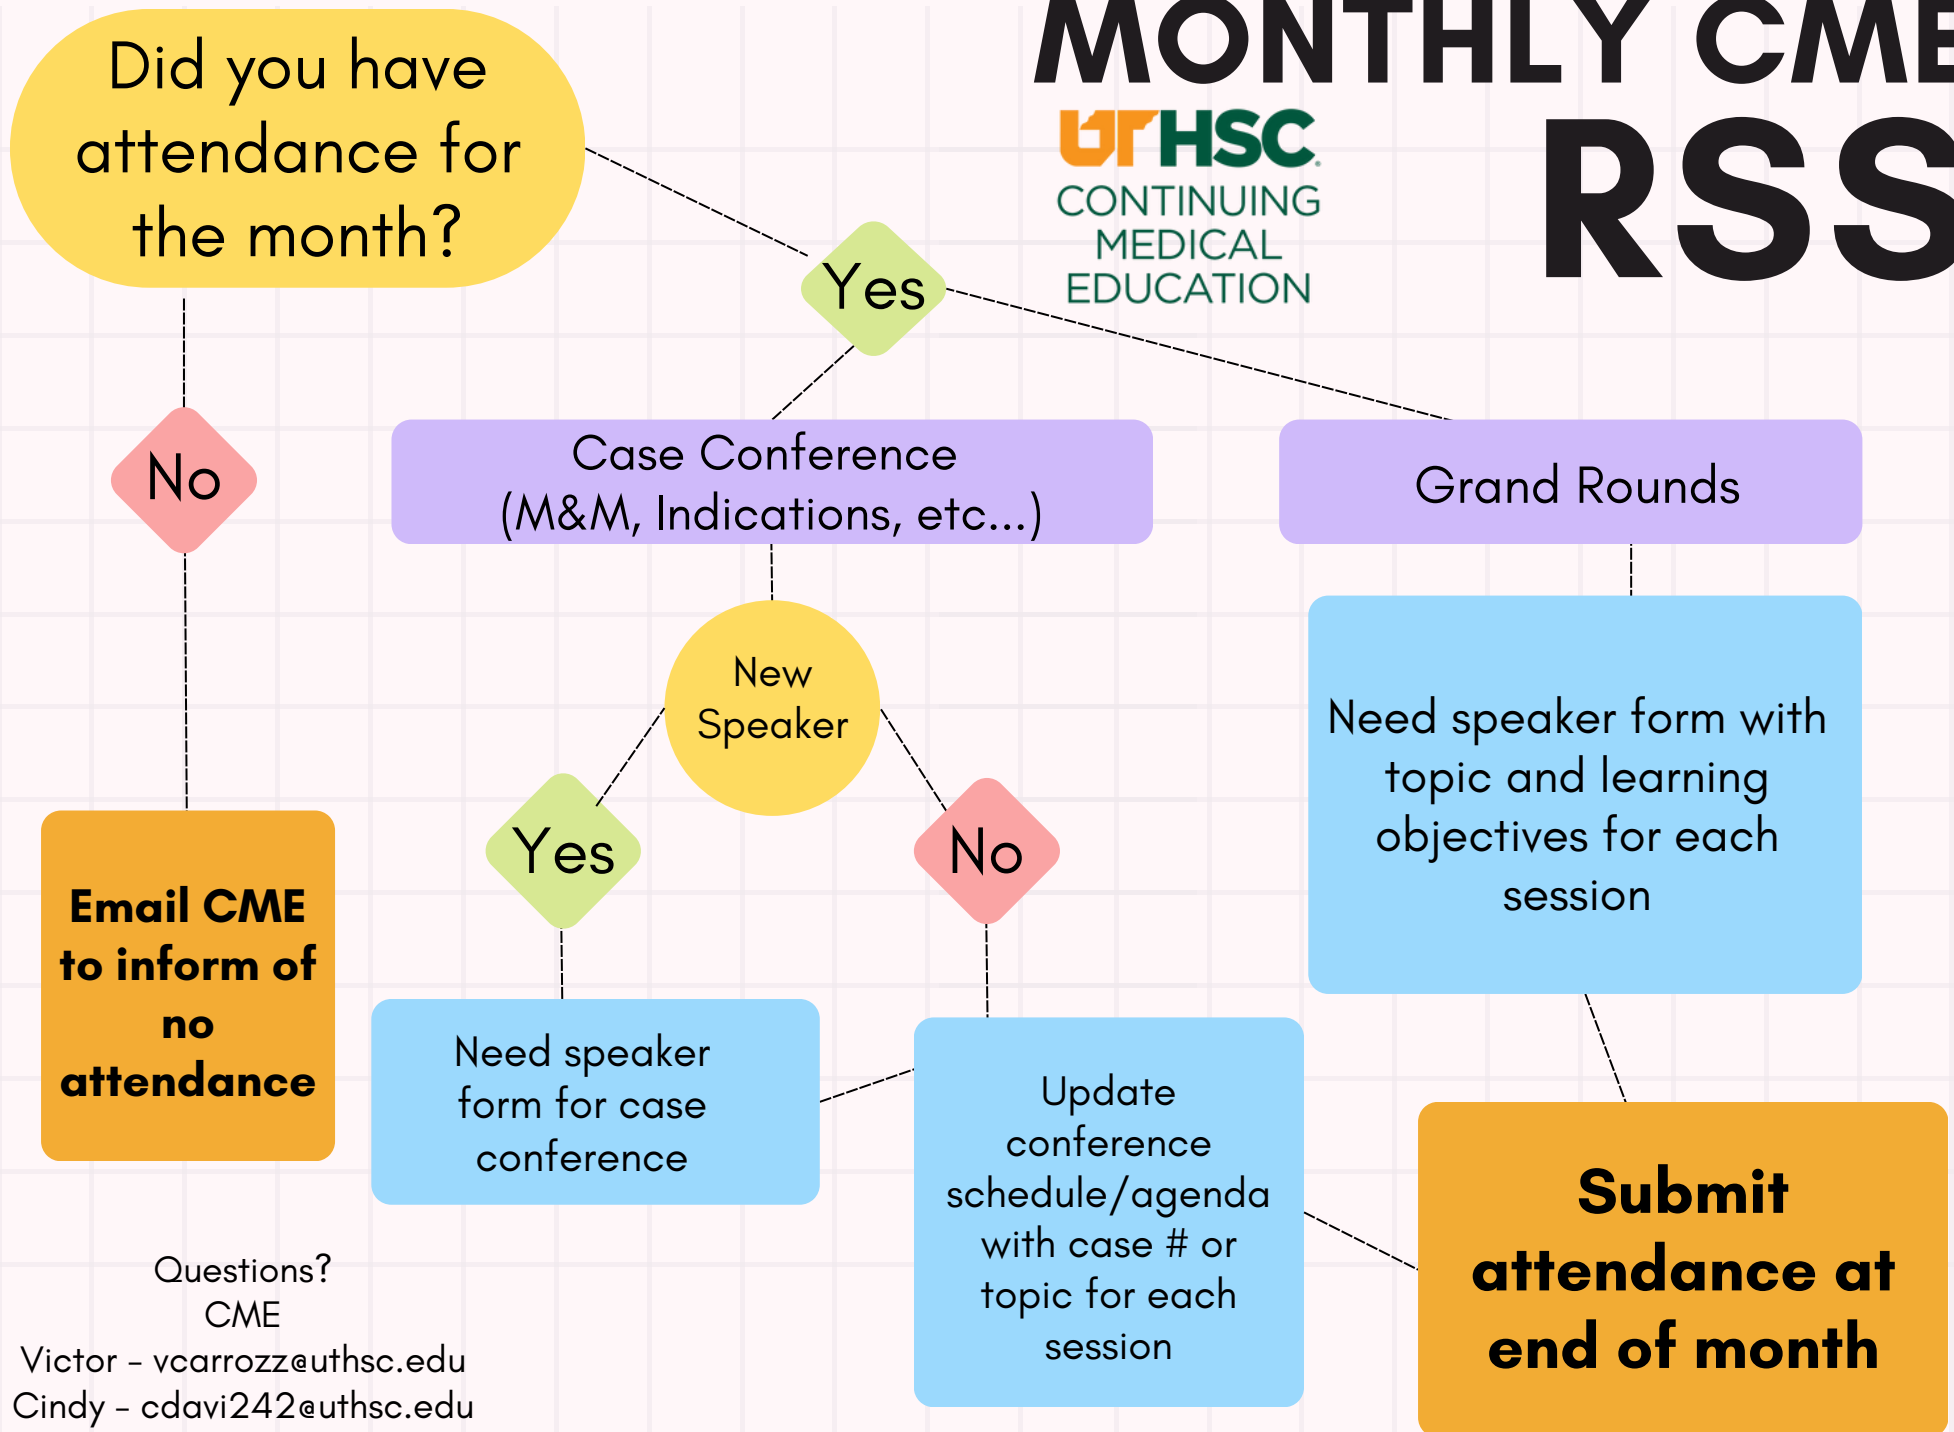 MONTHLY CME
RSS
UTHSC
CONTINUING
MEDICAL
EDUCATION
Did you have
attendance for
the month?
Yes
No
Case Conference
(M&M, Indications, etc...)
Grand Rounds
New
Speaker
Yes
No
Need speaker form with
topic and learning
objectives for each
session
Email CME
to inform of
no
attendance
Need speaker
form for case
conference
Update
conference
schedule/agenda
with case # or
topic for each
session
Submit
attendance at
end of month
Questions?
CME
Victor - vcarrozz@uthsc.edu
Cindy - cdavi242@uthsc.edu